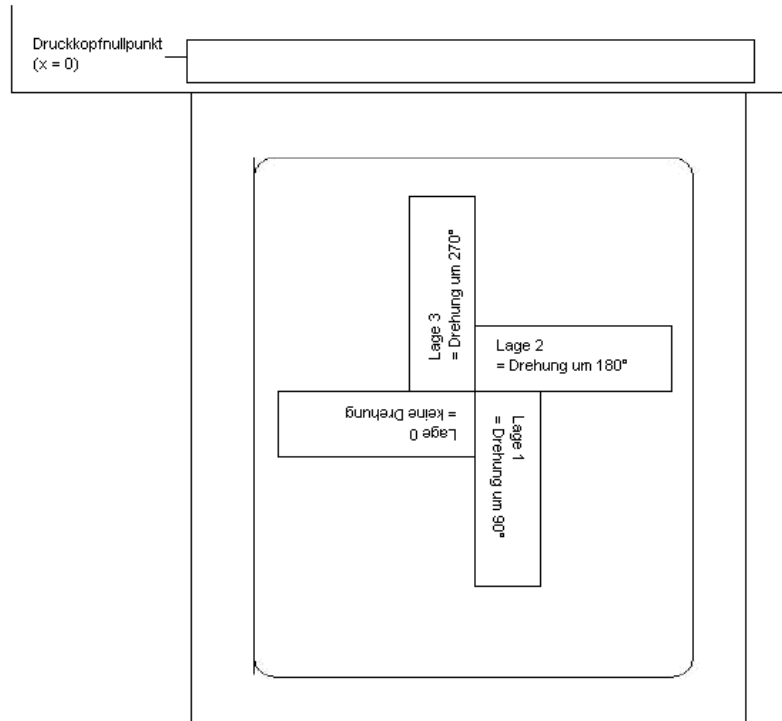 Druckkopfnullpunkt
(x = 0)
Lage 3
= Drehung um 270°
Lage 2
= Drehung um 180°
Lage 0
= keine Drehung
Lage 1
= Drehung um 90°